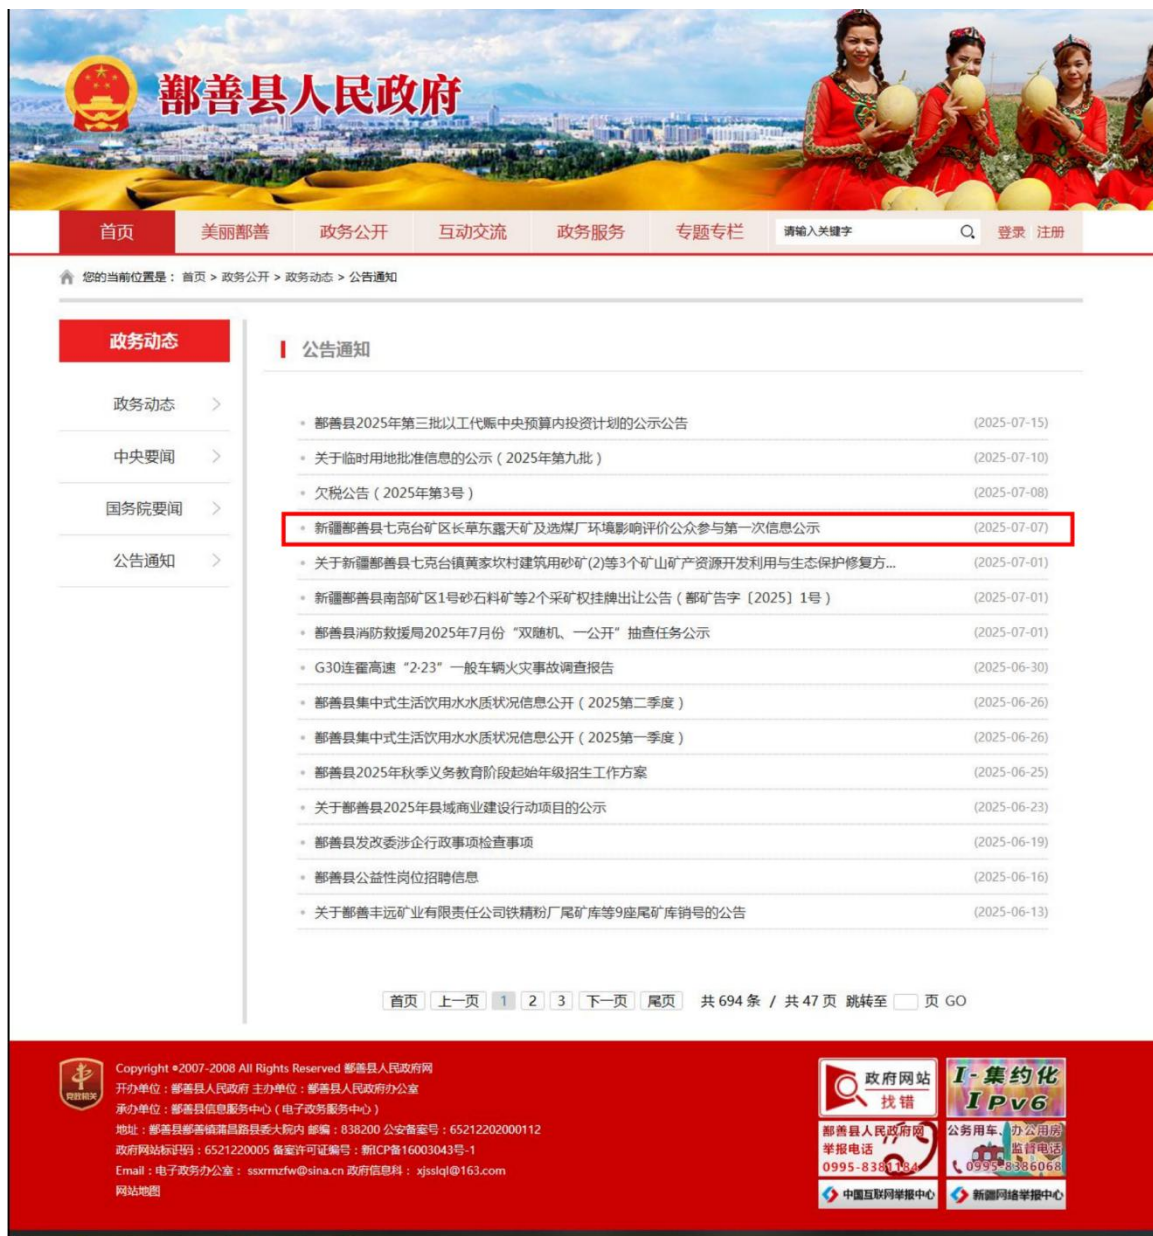 鄯善县人民政府
首页 美丽鄯善 政务公开 互动交流 政务服务 专题专栏 请输入关键字 登录 注册
您的当前位置是： 首页 > 政务公开 > 政务动态 > 公告通知
政务动态
政务动态
中央要闻
国务院要闻
公告通知
公告通知
鄯善县2025年第三批以工代赈中央预算内投资计划的公示公告 (2025-07-15)
关于临时用地批准信息的公示（2025年第九批） (2025-07-10)
欠税公告（2025年第3号） (2025-07-08)
新疆鄯善县七克台矿区长草东露天矿及选煤厂环境影响评价公众参与第一次信息公示 (2025-07-07)
关于新疆鄯善县七克台镇黄家坎村建筑用砂矿(2)等3个矿山矿产资源开发利用与生态保护修复方... (2025-07-01)
新疆鄯善县南部矿区1号砂石料矿等2个采矿权挂牌出让公告（鄯矿告字〔2025〕1号） (2025-07-01)
鄯善县消防救援局2025年7月份“双随机、一公开”抽查任务公示 (2025-07-01)
G30连霍高速“2·23”一般车辆火灾事故调查报告 (2025-06-30)
鄯善县集中式生活饮用水水质状况信息公开（2025第二季度） (2025-06-26)
鄯善县集中式生活饮用水水质状况信息公开（2025第一季度） (2025-06-26)
鄯善县2025年秋季义务教育阶段起始年级招生工作方案 (2025-06-25)
关于鄯善县2025年县域商业建设行动项目的公示 (2025-06-23)
鄯善县发改委涉企行政事项检查事项 (2025-06-19)
鄯善县公益性岗位招聘信息 (2025-06-16)
关于鄯善丰远矿业有限责任公司铁精粉厂尾矿库等9座尾矿库销号的公告 (2025-06-13)
首页 上一页 1 2 3 下一页 尾页 共 694 条 / 共 47 页 跳转至 页 GO
党政机关
Copyright ©2007-2008 All Rights Reserved 鄯善县人民政府网
开办单位：鄯善县人民政府 主办单位：鄯善县人民政府办公室
承办单位：鄯善县信息服务中心（电子政务服务中心）
地址：鄯善县鄯善镇蒲昌路县委大院内 邮编：838200 公安备案号：65212202000112
政府网站标识码：6521220005 备案许可证编号：新ICP备16003043号-1
Email：电子政务办公室： ssxrmzfw@sina.cn 政府信息科： xjsslql@163.com
网站地图
政府网站
找错
I-集约化
IPv6
鄯善县人民政府网
举报电话
0995-8381184
公务用车、办公用房
监督电话
0995-8386068
中国互联网举报中心
新疆网络举报中心